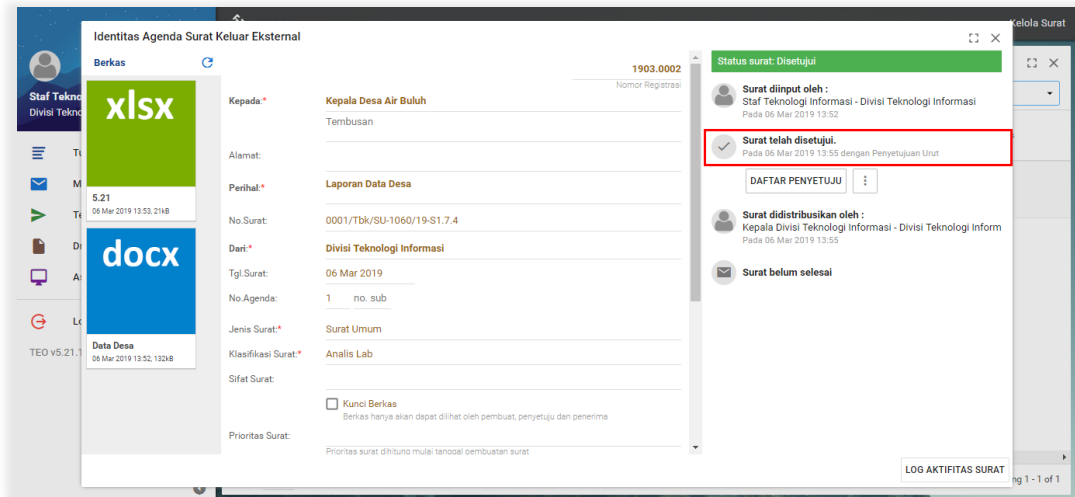 Kelola Surat
Identitas Agenda Surat Keluar Eksternal
Staf Tekno
Divisi Tekno
TEO v5.21.1
Berkas
xlsx
5.21
06 Mar 2019 13:53, 21kB
docx
Data Desa
06 Mar 2019 13:52, 132kB
1903.0002
Nomor Registrasi
Kepada:* Kepala Desa Air Buluh
Tembusan
Alamat:
Perihal:* Laporan Data Desa
No.Surat: 0001/Tbk/SU-1060/19-S1.7.4
Dari:* Divisi Teknologi Informasi
Tgl.Surat: 06 Mar 2019
No.Agenda: 1 no. sub
Jenis Surat:* Surat Umum
Klasifikasi Surat:* Analis Lab
Sifat Surat:
Kunci Berkas
Berkas hanya akan dapat dilihat oleh pembuat, penyetuju dan penerima
Prioritas Surat:
Prioritas surat dihitung mulai tanggal pembuatan surat
Status surat: Disetujui
Surat diinput oleh :
Staf Teknologi Informasi - Divisi Teknologi Informasi
Pada 06 Mar 2019 13:52
Surat telah disetujui.
Pada 06 Mar 2019 13:55 dengan Penyetujuan Urut
DAFTAR PENYETUJU
Surat didistribusikan oleh :
Kepala Divisi Teknologi Informasi - Divisi Teknologi Inform
Pada 06 Mar 2019 13:55
Surat belum selesai
LOG AKTIFITAS SURAT
ng 1 - 1 of 1